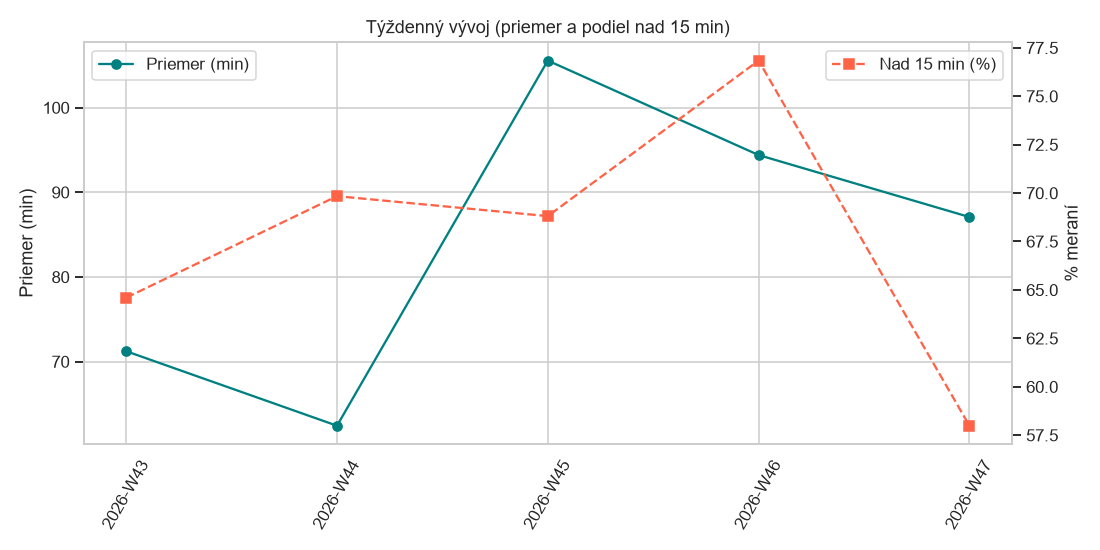 Týždenný vývoj (priemer a podiel nad 15 min)
Priemer (min)
Nad 15 min (%)
Priemer (min)
100
90
80
70
% meraní
77.5
75.0
72.5
70.0
67.5
65.0
62.5
60.0
57.5
2026-W43
2026-W44
2026-W45
2026-W46
2026-W47